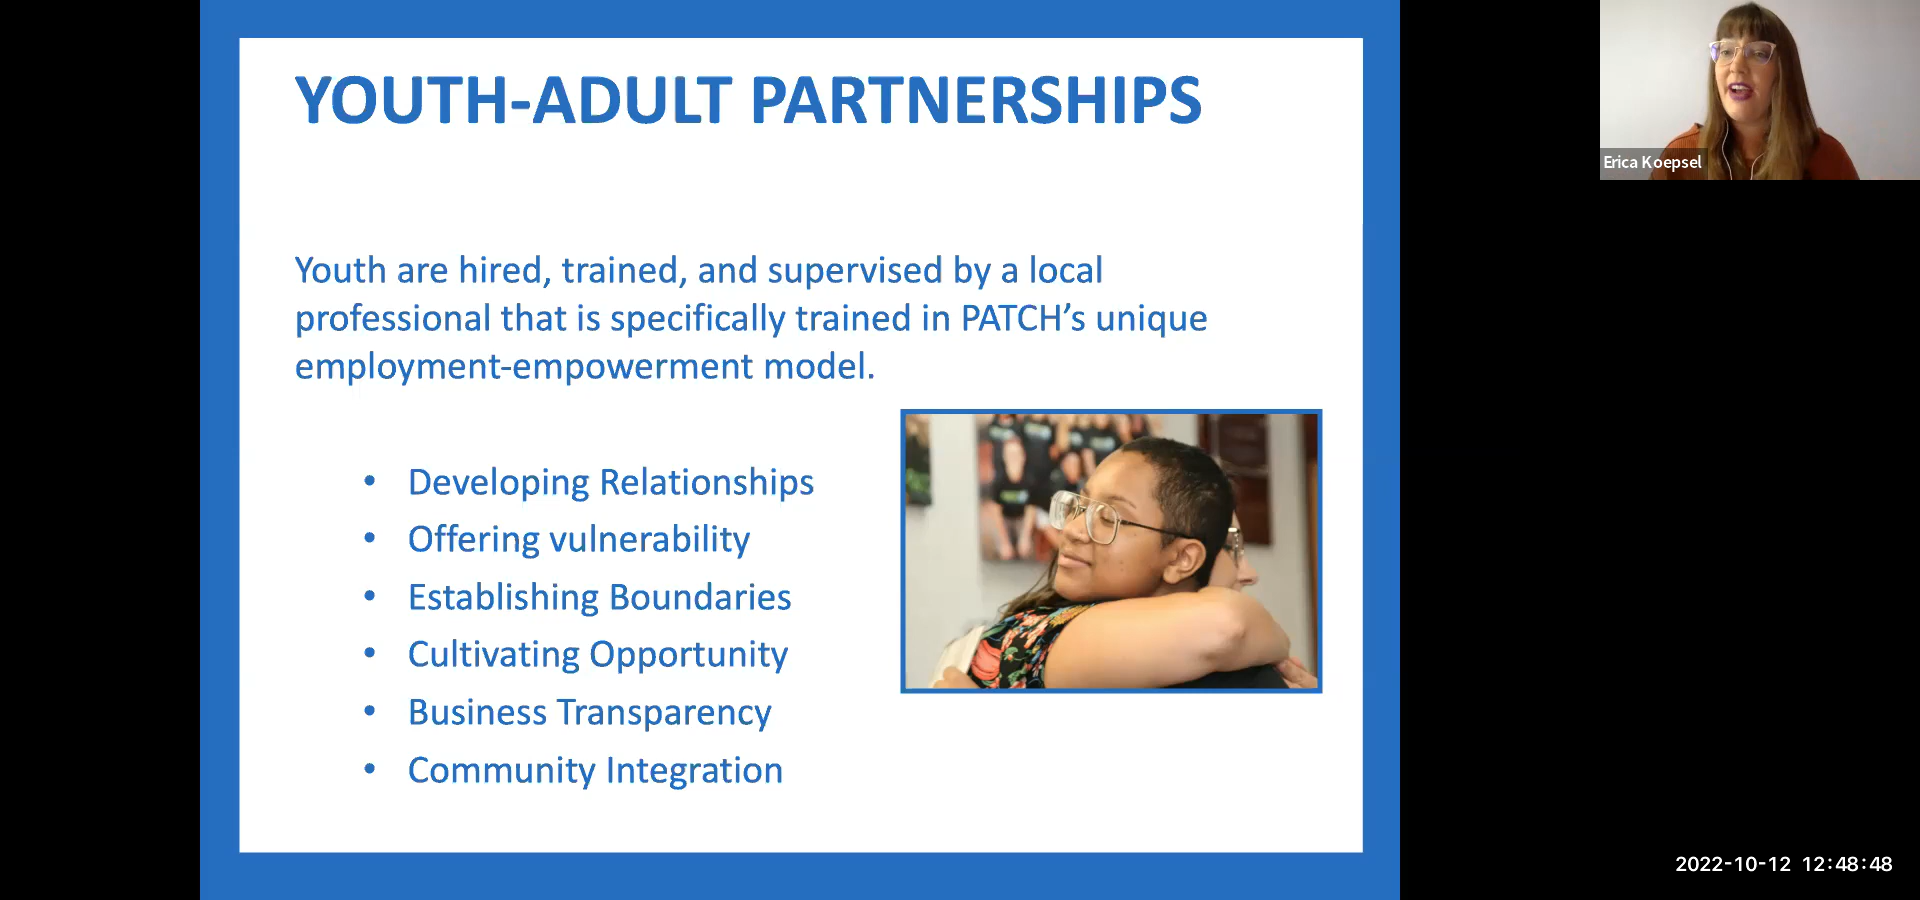 YOUTH-ADULT PARTNERSHIPS
Youth are hired, trained, and supervised by a local
professional that is specifically trained in PATCH’s unique
employment-empowerment model.
• Developing Relationships
• Offering vulnerability
• Establishing Boundaries
• Cultivating Opportunity
• Business Transparency
• Community Integration
Erica Koepsel
2022-10-12 12:48:48